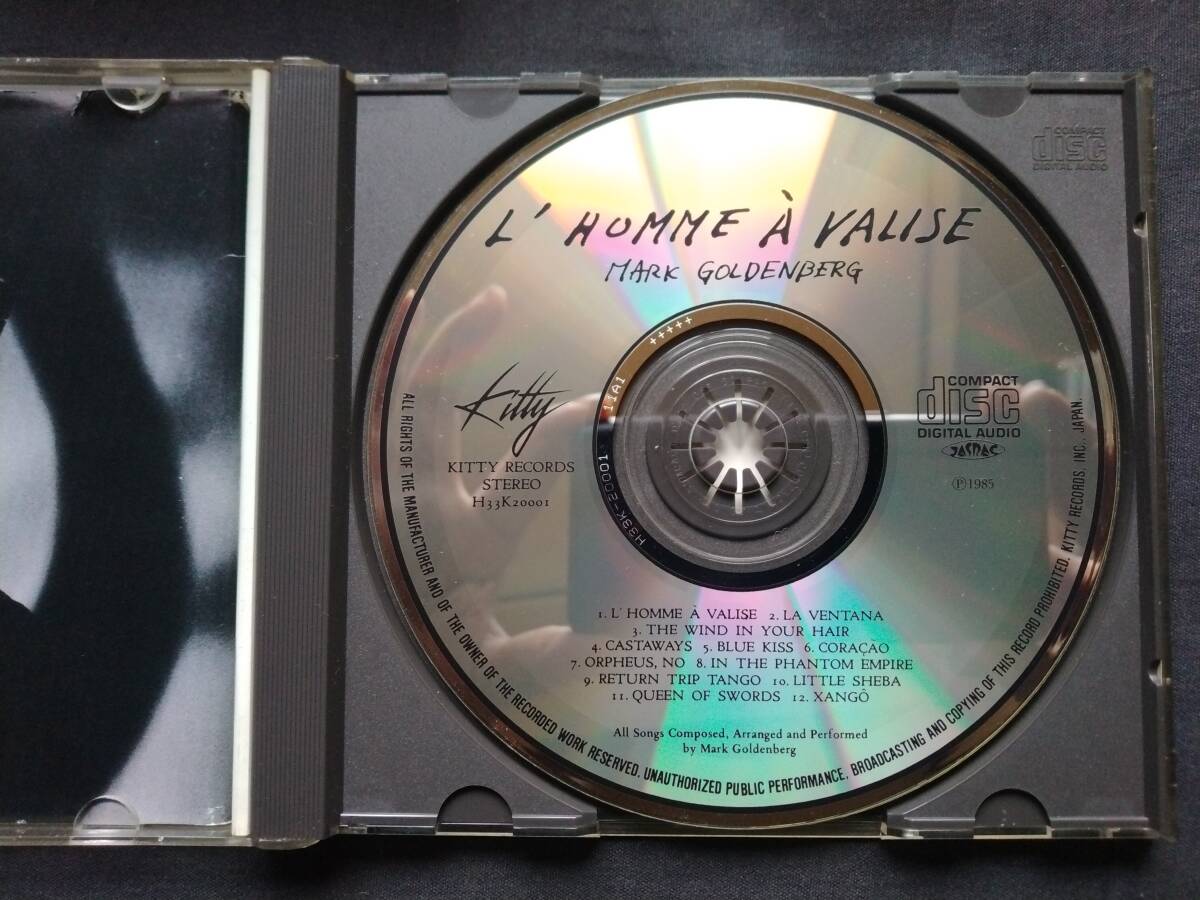 L' HOMME À VALISE
MARK GOLDENBERG
Kitty
KITTY RECORDS
STEREO
H33K20001
COMPACT
disc
DIGITAL AUDIO
JASRAC
Ⓟ1985
H33K-20001 11A1 +++++
1. L' HOMME À VALISE 2. LA VENTANA
3. THE WIND IN YOUR HAIR
4. CASTAWAYS 5. BLUE KISS 6. CORAÇAO
7. ORPHEUS, NO 8. IN THE PHANTOM EMPIRE
9. RETURN TRIP TANGO 10. LITTLE SHEBA
11. QUEEN OF SWORDS 12. XANGÔ
All Songs Composed, Arranged and Performed
by Mark Goldenberg
ALL RIGHTS OF THE MANUFACTURER AND OF THE OWNER OF THE RECORDED WORK RESERVED. UNAUTHORIZED PUBLIC PERFORMANCE, BROADCASTING AND COPYING OF THIS RECORD PROHIBITED. KITTY RECORDS, INC., JAPAN.
COMPACT
disc
DIGITAL AUDIO